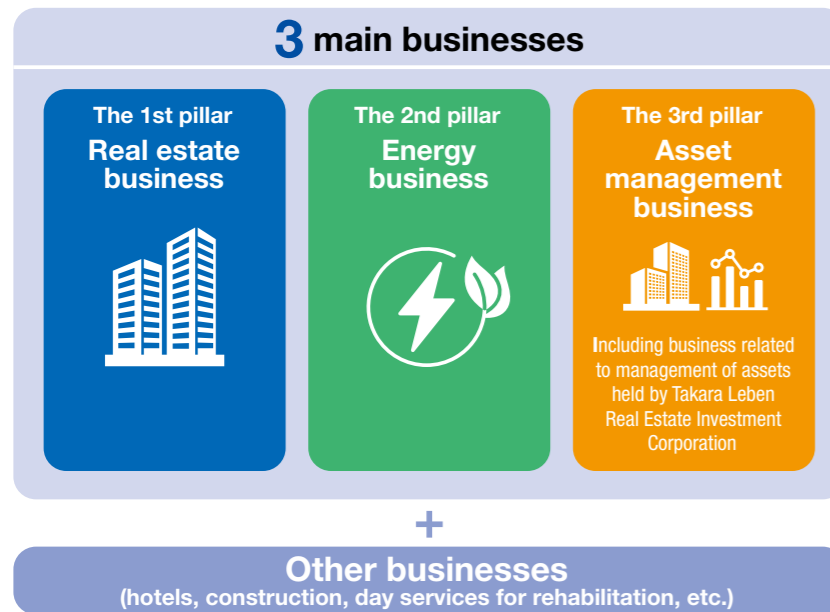 3 main businesses
The 1st pillar
Real estate
business
The 2nd pillar
Energy
business
The 3rd pillar
Asset
management
business
Including business related
to management of assets
held by Takara Leben
Real Estate Investment
Corporation
+
Other businesses
(hotels, construction, day services for rehabilitation, etc.)